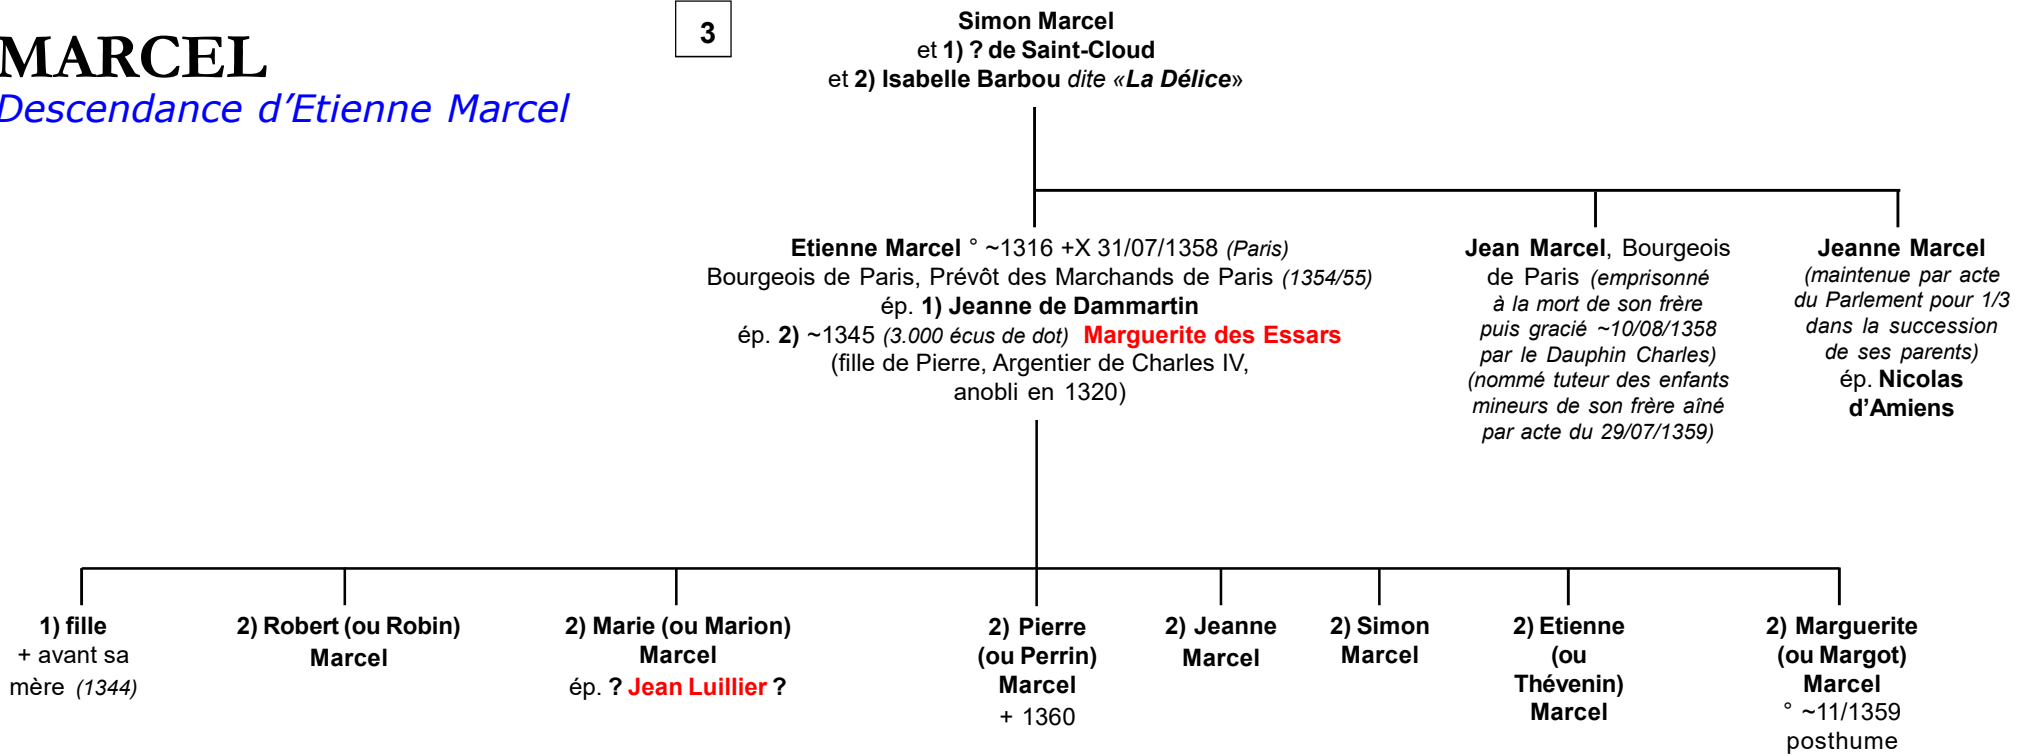 MARCEL
Descendance d’Etienne Marcel
3
Simon Marcel
et 1) ? de Saint-Cloud
et 2) Isabelle Barbou dite «La Délice»
Etienne Marcel ° ~1316 +X 31/07/1358 (Paris)
Bourgeois de Paris, Prévôt des Marchands de Paris (1354/55)
ép. 1) Jeanne de Dammartin
ép. 2) ~1345 (3.000 écus de dot) Marguerite des Essars
(fille de Pierre, Argentier de Charles IV,
anobli en 1320)
Jean Marcel, Bourgeois
de Paris (emprisonné
à la mort de son frère
puis gracié ~10/08/1358
par le Dauphin Charles)
(nommé tuteur des enfants
mineurs de son frère aîné
par acte du 29/07/1359)
Jeanne Marcel
(maintenue par acte
du Parlement pour 1/3
dans la succession
de ses parents)
ép. Nicolas
d’Amiens
1) fille
+ avant sa
mère (1344)
2) Robert (ou Robin)
Marcel
2) Marie (ou Marion)
Marcel
ép. ? Jean Luillier ?
2) Pierre
(ou Perrin)
Marcel
+ 1360
2) Jeanne
Marcel
2) Simon
Marcel
2) Etienne
(ou
Thévenin)
Marcel
2) Marguerite
(ou Margot)
Marcel
° ~11/1359
posthume